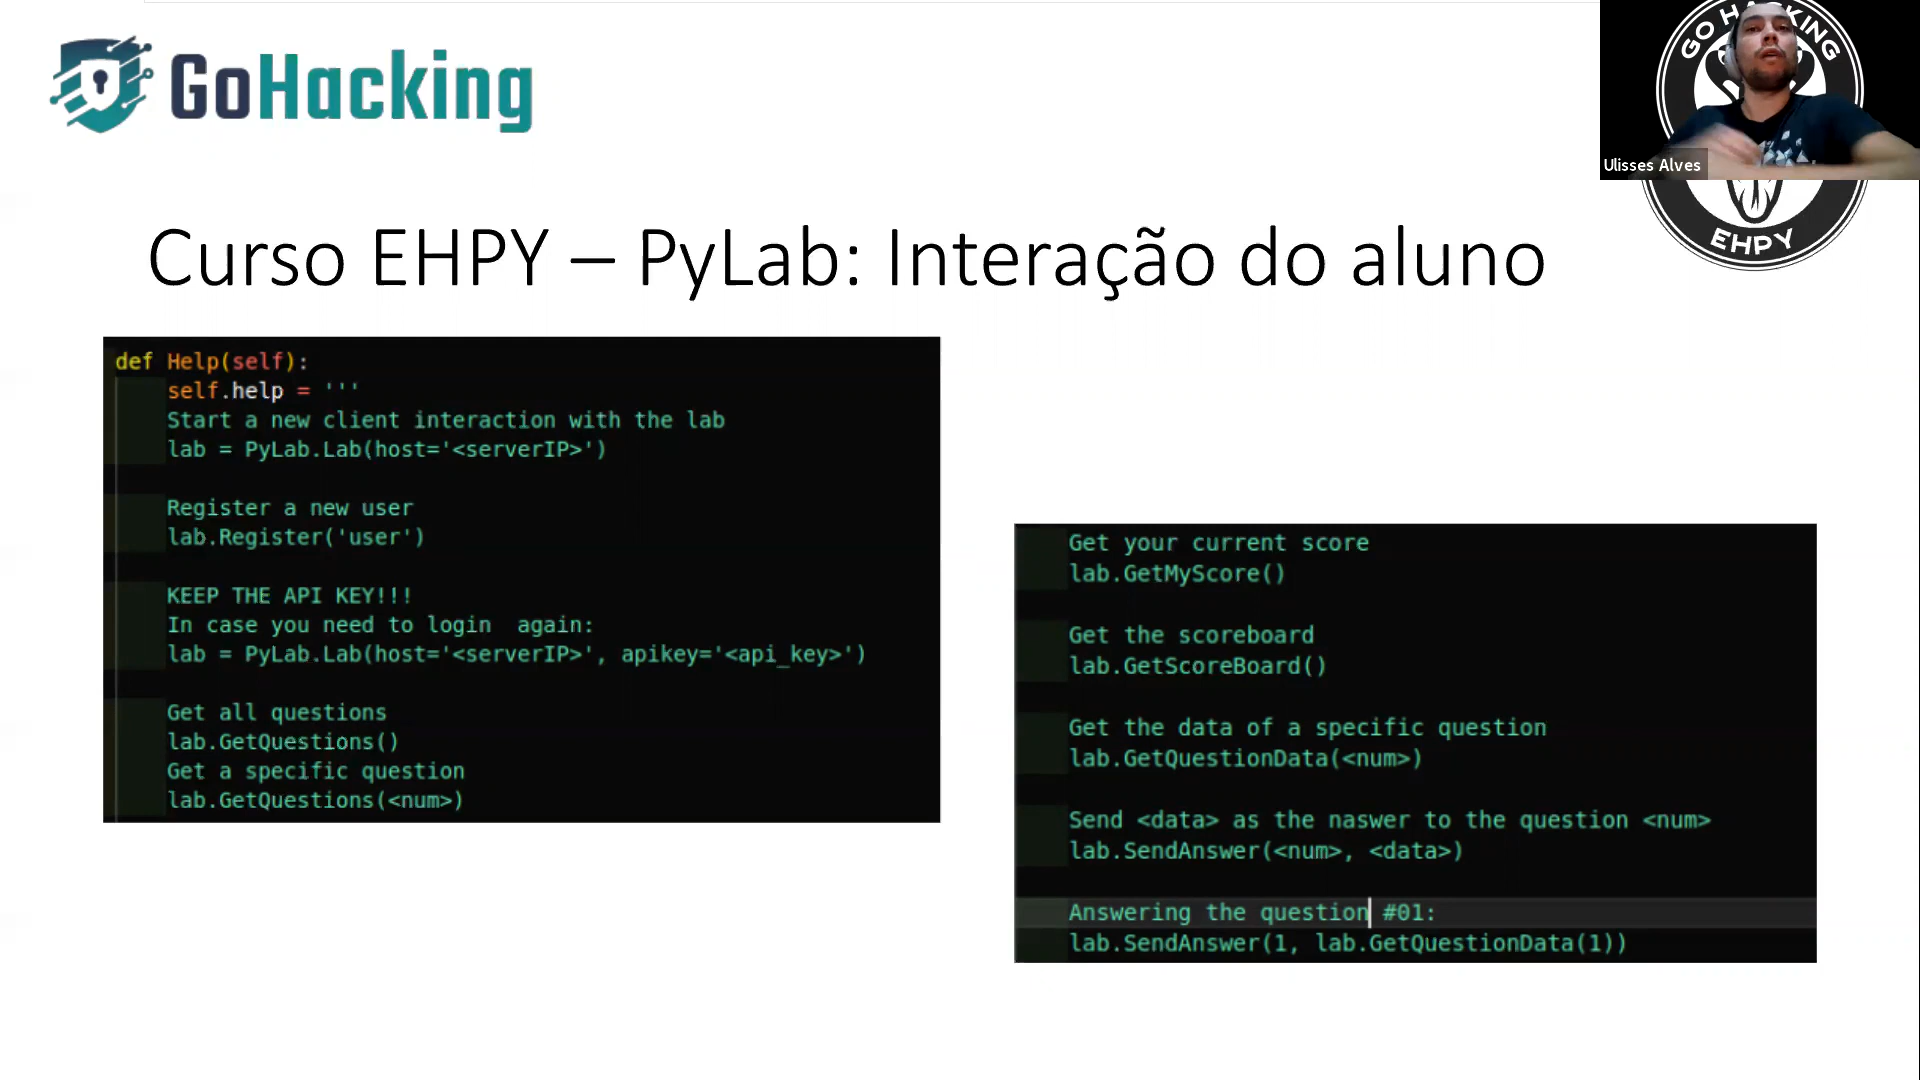 GoHacking
GO HACKING
Ulisses Alves
EHPY
Curso EHPY – PyLab: Interação do aluno
def Help(self):
self.help = '''
Start a new client interaction with the lab
lab = PyLab.Lab(host='<serverIP>')
Register a new user
lab.Register('user')
KEEP THE API KEY!!!
In case you need to login  again:
lab = PyLab.Lab(host='<serverIP>', apikey='<api_key>')
Get all questions
lab.GetQuestions()
Get a specific question
lab.GetQuestions(<num>)
Get your current score
lab.GetMyScore()
Get the scoreboard
lab.GetScoreBoard()
Get the data of a specific question
lab.GetQuestionData(<num>)
Send <data> as the naswer to the question <num>
lab.SendAnswer(<num>, <data>)
Answering the question #01:
lab.SendAnswer(1, lab.GetQuestionData(1))